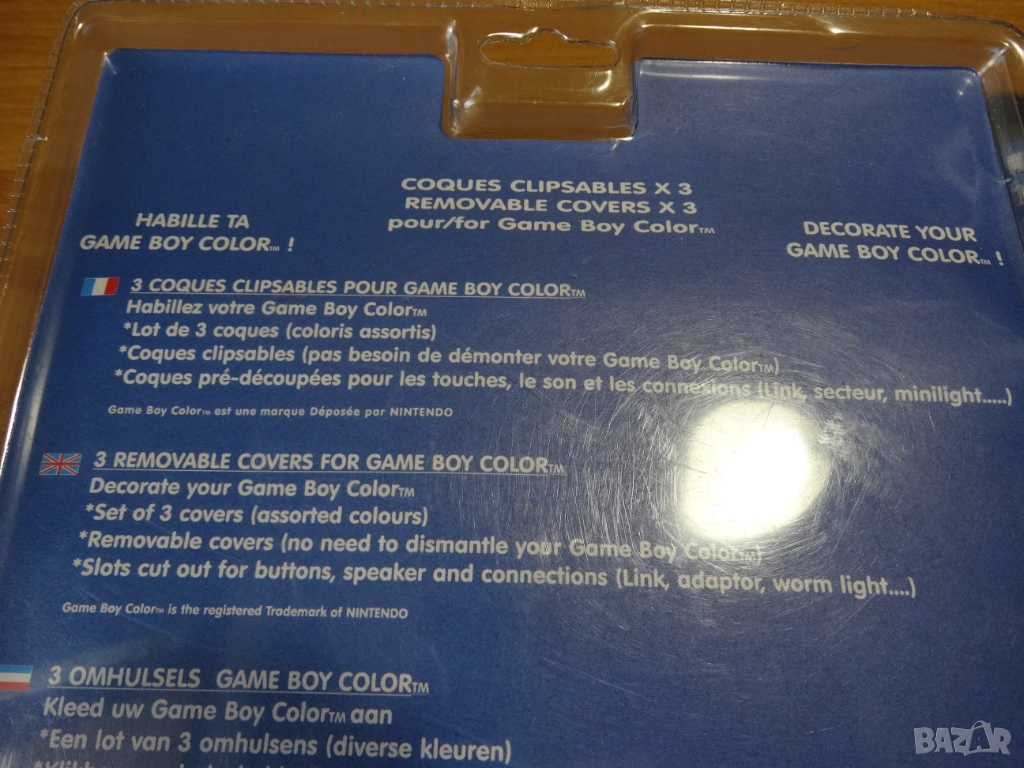 COQUES CLIPSABLES X 3
REMOVABLE COVERS X 3
pour/for Game Boy Color™
HABILLE TA
GAME BOY COLOR™ !
DECORATE YOUR
GAME BOY COLOR™ !
3 COQUES CLIPSABLES POUR GAME BOY COLOR™
Habillez votre Game Boy Color™
*Lot de 3 coques (coloris assortis)
*Coques clipsables (pas besoin de démonter votre Game Boy Color™)
*Coques pré-découpées pour les touches, le son et les connexions (Link, secteur, minilight.....)
Game Boy Color™ est une marque Déposée par NINTENDO
3 REMOVABLE COVERS FOR GAME BOY COLOR™
Decorate your Game Boy Color™
*Set of 3 covers (assorted colours)
*Removable covers (no need to dismantle your Game Boy Color™)
*Slots cut out for buttons, speaker and connections (Link, adaptor, worm light....)
Game Boy Color™ is the registered Trademark of NINTENDO
3 OMHULSELS GAME BOY COLOR™
Kleed uw Game Boy Color™ aan
*Een lot van 3 omhulsens (diverse kleuren)
BAZAR